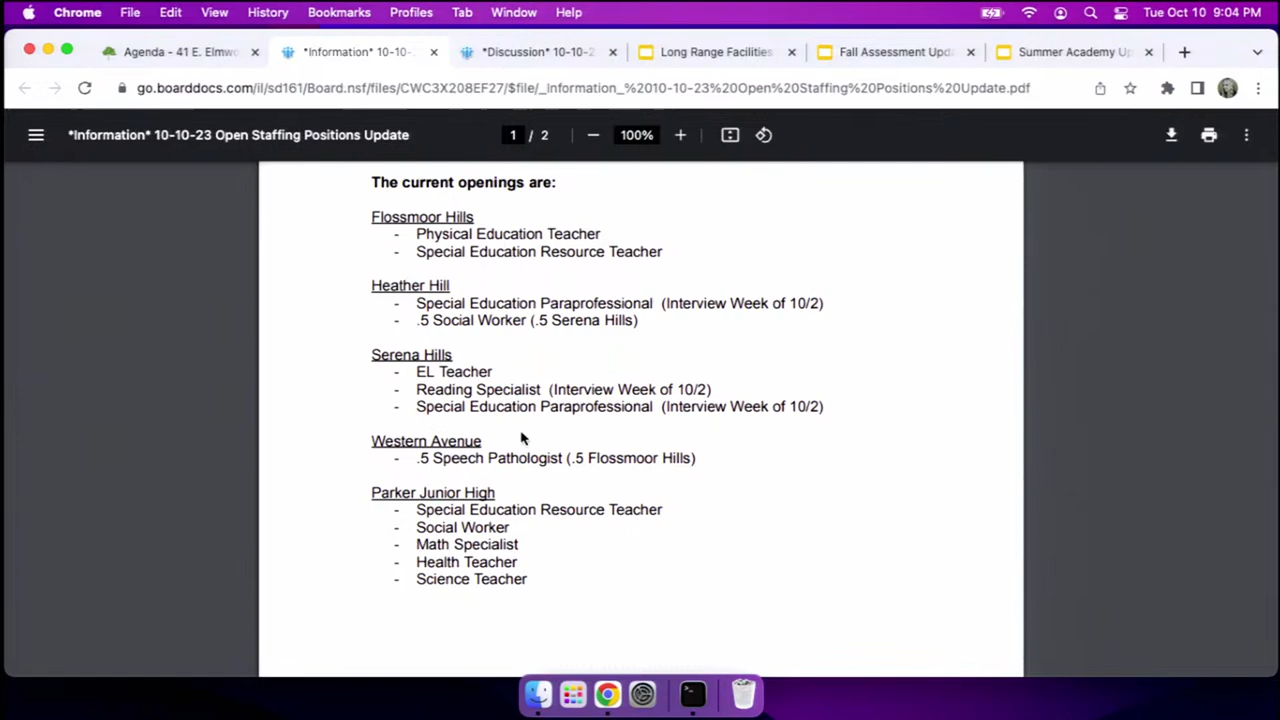 Chrome File Edit View History Bookmarks Profiles Tab Window Help Tue Oct 10 9:04 PM
Agenda - 41 E. Elmwo *Information* 10-10- *Discussion* 10-10-2 Long Range Facilities Fall Assessment Upda Summer Academy Up
go.boarddocs.com/il/sd161/Board.nsf/files/CWC3X208EF27/$file/_Information_%2010-10-23%20Open%20Staffing%20Positions%20Update.pdf
*Information* 10-10-23 Open Staffing Positions Update 1 / 2 100%
The current openings are:
Flossmoor Hills
- Physical Education Teacher
- Special Education Resource Teacher
Heather Hill
- Special Education Paraprofessional (Interview Week of 10/2)
- .5 Social Worker (.5 Serena Hills)
Serena Hills
- EL Teacher
- Reading Specialist (Interview Week of 10/2)
- Special Education Paraprofessional (Interview Week of 10/2)
Western Avenue
- .5 Speech Pathologist (.5 Flossmoor Hills)
Parker Junior High
- Special Education Resource Teacher
- Social Worker
- Math Specialist
- Health Teacher
- Science Teacher